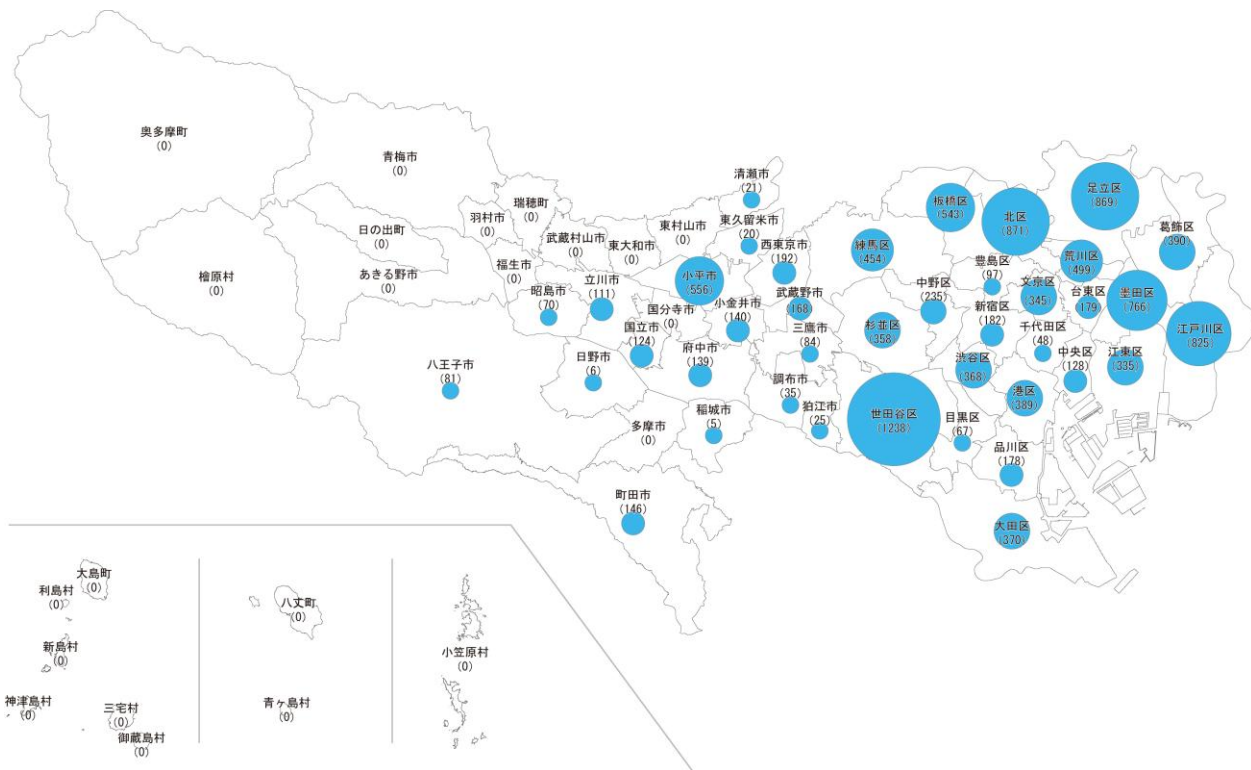 奥多摩町
(0)
青梅市
(0)
清瀬市
(21)
板橋区
(543)
北区
(871)
足立区
(869)
葛飾区
(390)
瑞穂町
(0)
羽村市
(0)
日の出町
(0)
武蔵村山市
(0)
東大和市
(0)
東村山市
(0)
東久留米市
(20)
西東京市
(192)
練馬区
(454)
豊島区
(97)
荒川区
(499)
檜原村
(0)
あきる野市
(0)
福生市
(0)
昭島市
(70)
立川市
(111)
小平市
(556)
国分寺市
(0)
小金井市
(140)
武蔵野市
(168)
中野区
(235)
文京区
(345)
台東区
(179)
墨田区
(766)
江戸川区
(825)
国立市
(124)
府中市
(139)
三鷹市
(84)
杉並区
(358)
新宿区
(182)
千代田区
(48)
中央区
(128)
江東区
(335)
八王子市
(81)
日野市
(6)
調布市
(35)
狛江市
(25)
渋谷区
(368)
港区
(389)
多摩市
(0)
稲城市
(5)
世田谷区
(1238)
目黒区
(67)
品川区
(178)
町田市
(146)
大田区
(370)
大島町
(0)
利島村
(0)
新島村
(0)
神津島村
(0)
三宅村
(0)
御蔵島村
(0)
八丈町
(0)
青ヶ島村
(0)
小笠原村
(0)